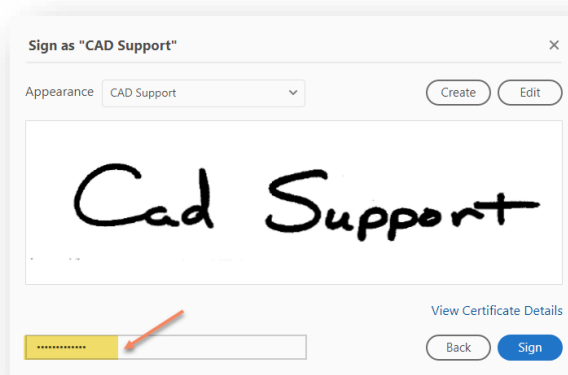 Sign as "CAD Support"
Appearance CAD Support Create Edit
Cad Support
View Certificate Details
•••••••••••••
Back Sign